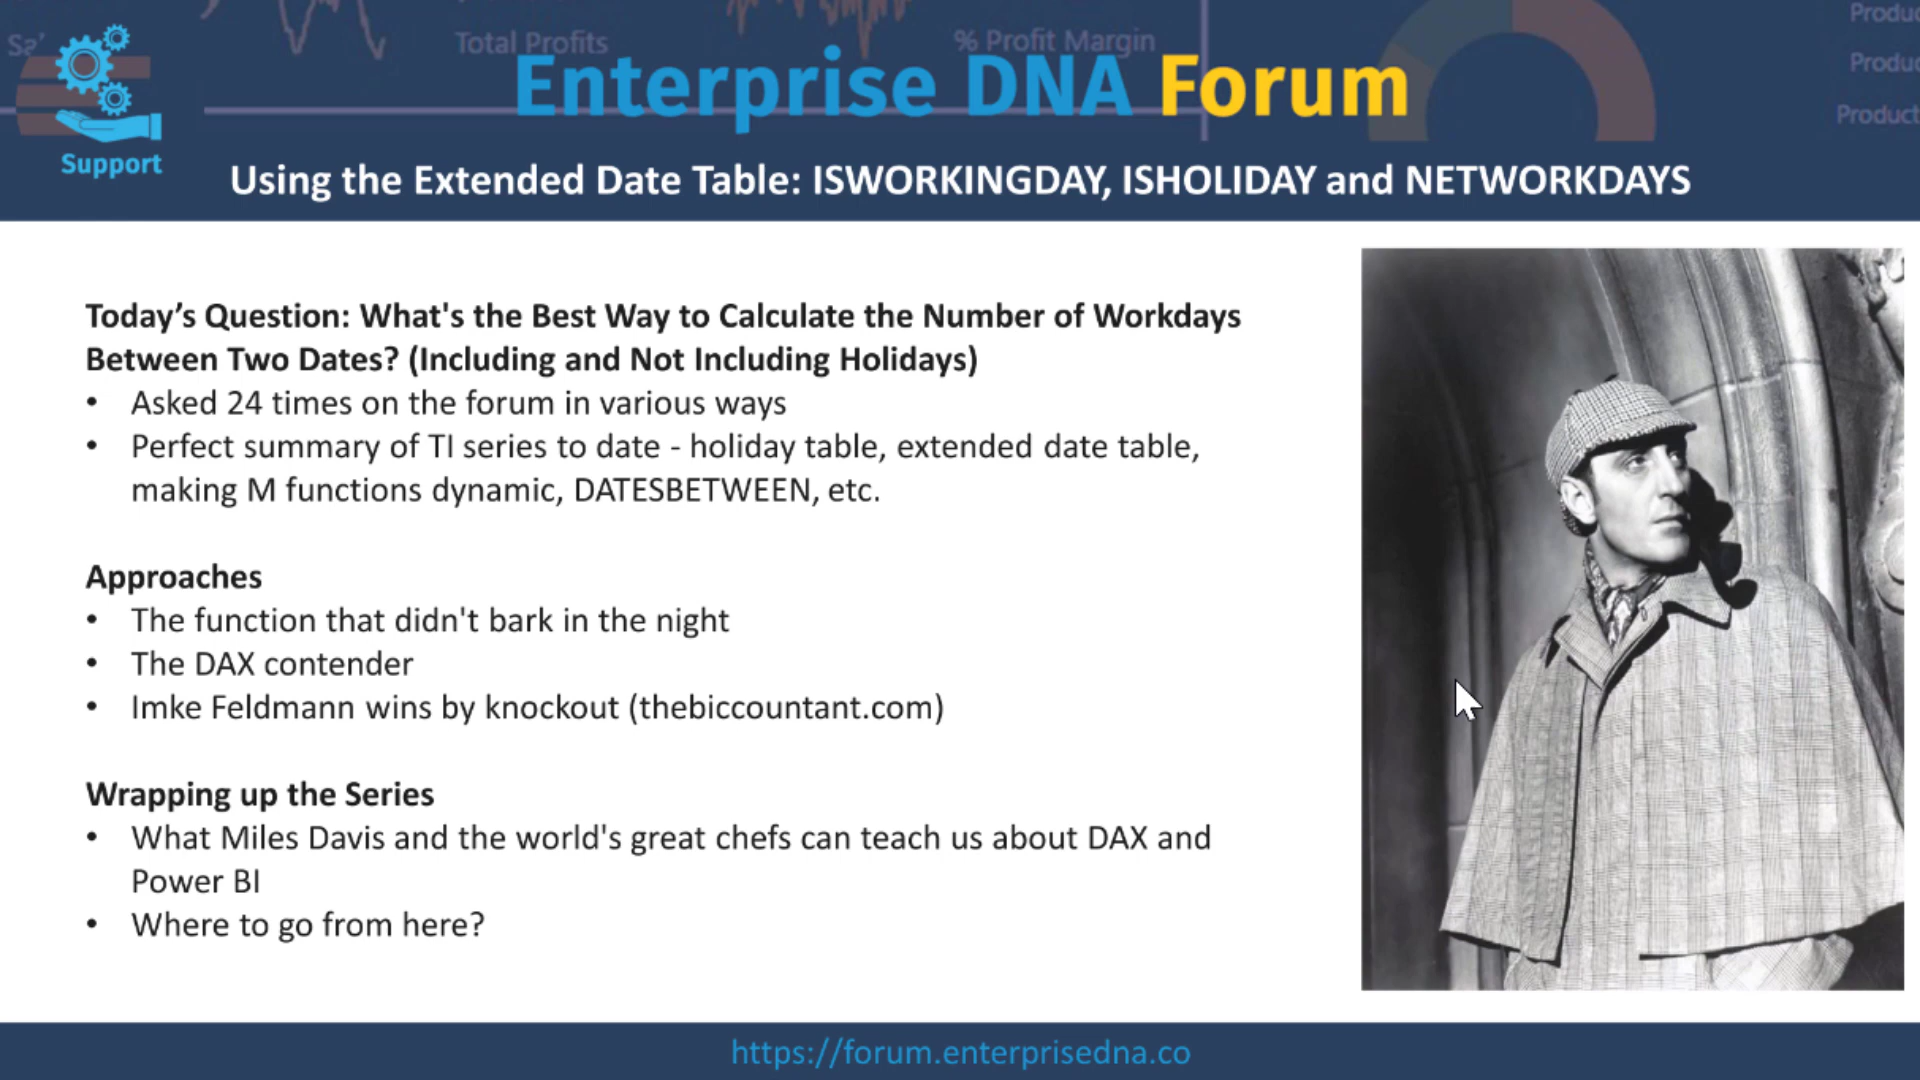 Total Profits
% Profit Margin
Enterprise DNA Forum
Support
Using the Extended Date Table: ISWORKINGDAY, ISHOLIDAY and NETWORKDAYS
Today’s Question: What's the Best Way to Calculate the Number of Workdays
Between Two Dates? (Including and Not Including Holidays)
• Asked 24 times on the forum in various ways
• Perfect summary of TI series to date - holiday table, extended date table,
making M functions dynamic, DATESBETWEEN, etc.
Approaches
• The function that didn't bark in the night
• The DAX contender
• Imke Feldmann wins by knockout (thebiccountant.com)
Wrapping up the Series
• What Miles Davis and the world's great chefs can teach us about DAX and
Power BI
• Where to go from here?
https://forum.enterprisedna.co